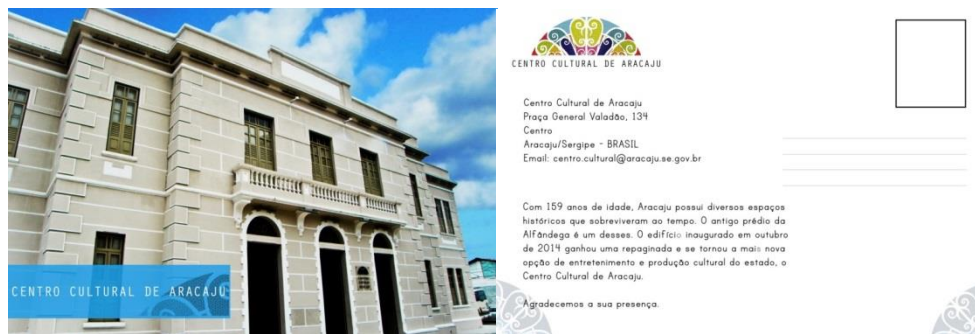 CENTRO CULTURAL DE ARACAJU
CENTRO CULTURAL DE ARACAJU
Centro Cultural de Aracaju
Praça General Valadão, 134
Centro
Aracaju/Sergipe - BRASIL
Email: centro.cultural@aracaju.se.gov.br
Com 159 anos de idade, Aracaju possui diversos espaços
históricos que sobreviveram ao tempo. O antigo prédio da
Alfândega é um desses. O edifício inaugurado em outubro
de 2014 ganhou uma repaginada e se tornou a mais nova
opção de entretenimento e produção cultural do estado, o
Centro Cultural de Aracaju.
Agradecemos a sua presença.